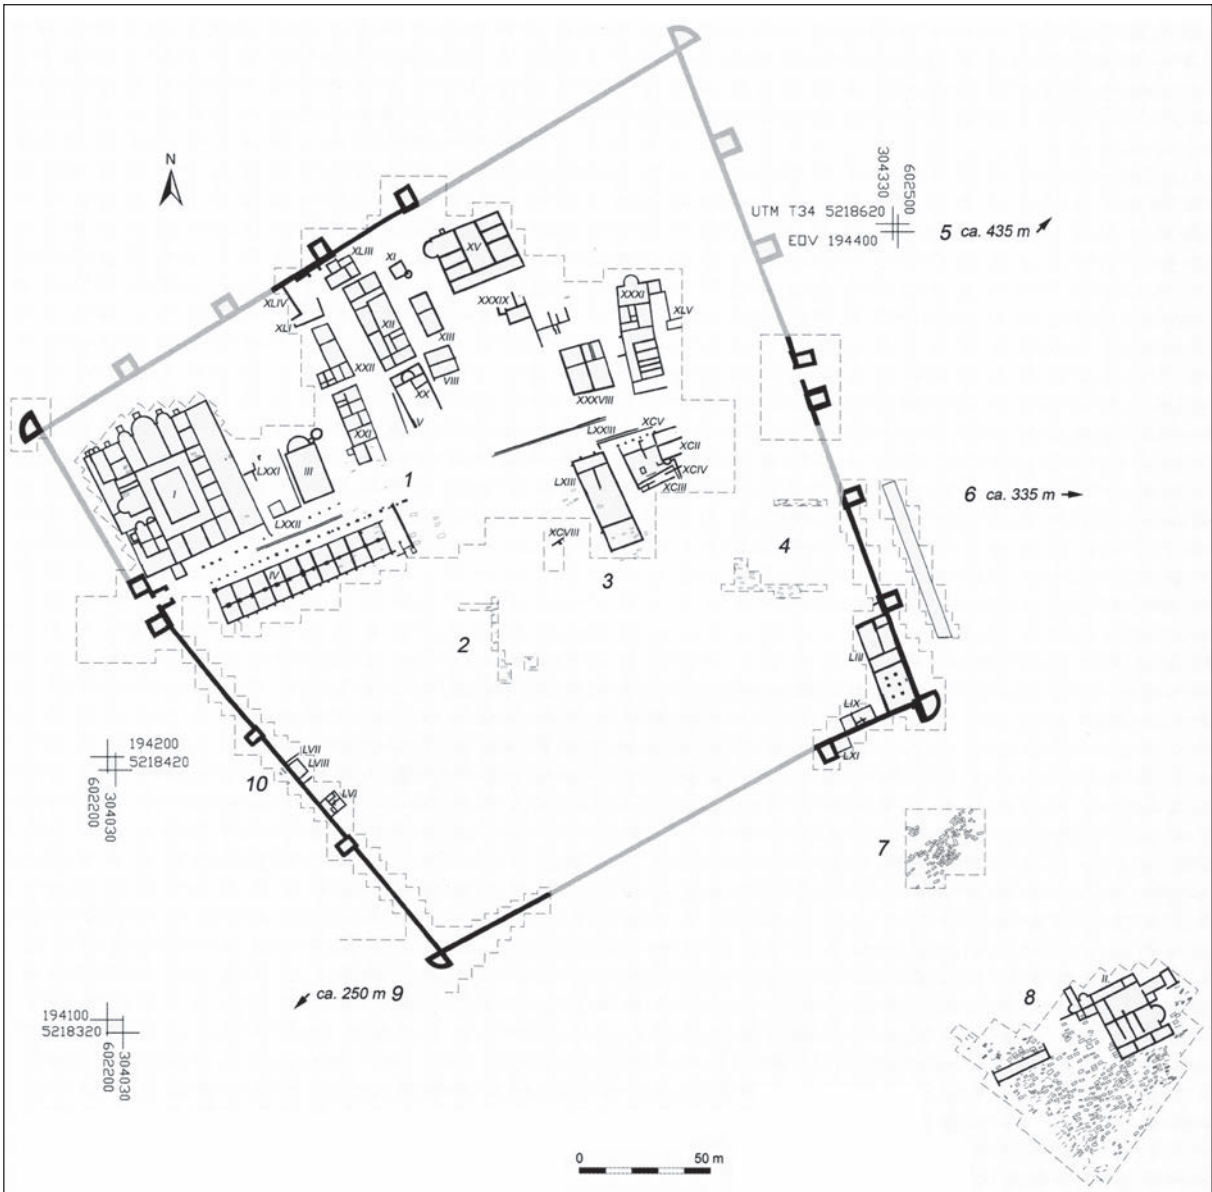 N
304330
602500
UTM T34 5218620
EOV 194400
5 ca. 435 m
XLIII
XI
XV
XLIV
XLI
XII
XIII
XXXIX
XXXI
XLV
XXII
XX
VIII
V
XXXVIII
XXI
I
LXXI
III
LXXII
1
LXXIII
XCV
XCII
XCIV
XCIII
LXIII
XCVIII
6 ca. 335 m
4
3
IV
2
LIII
LIX
LXI
194200
5218420
602200
304030
LVII
LVIII
LVI
10
7
ca. 250 m 9
8
II.
194100
5218320
602200
304030
0 50 m